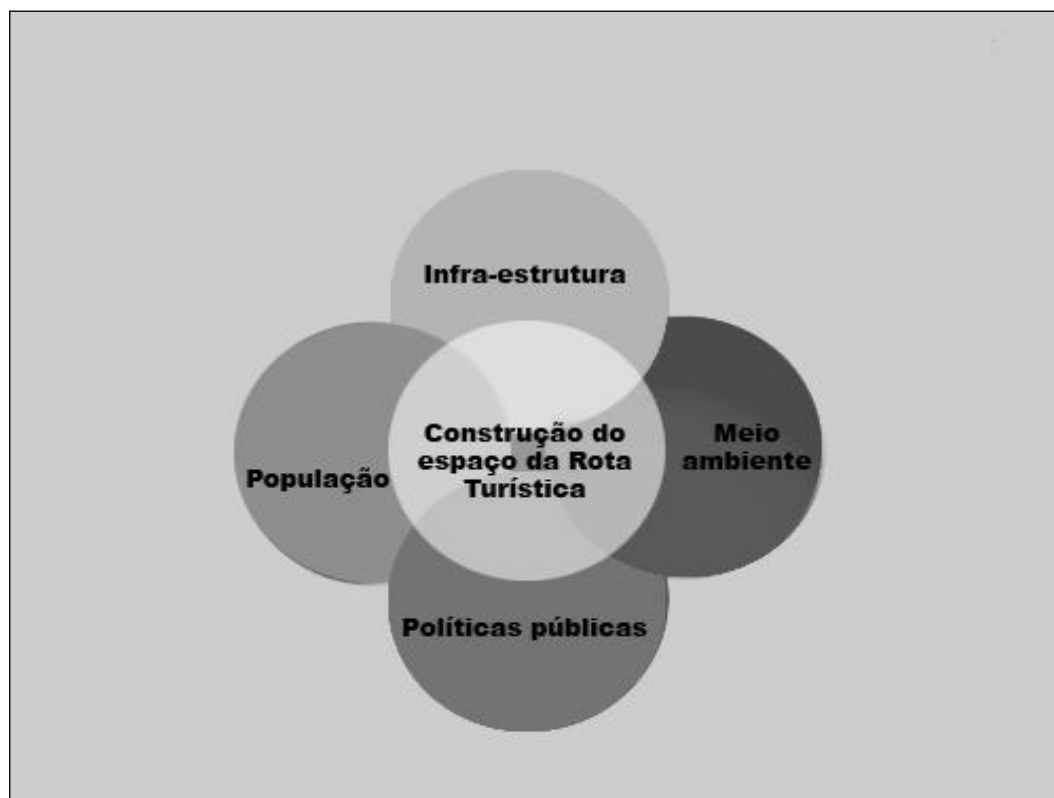 Infra-estrutura
Construção do
espaço da Rota
Turística
Meio
ambiente
População
Políticas públicas